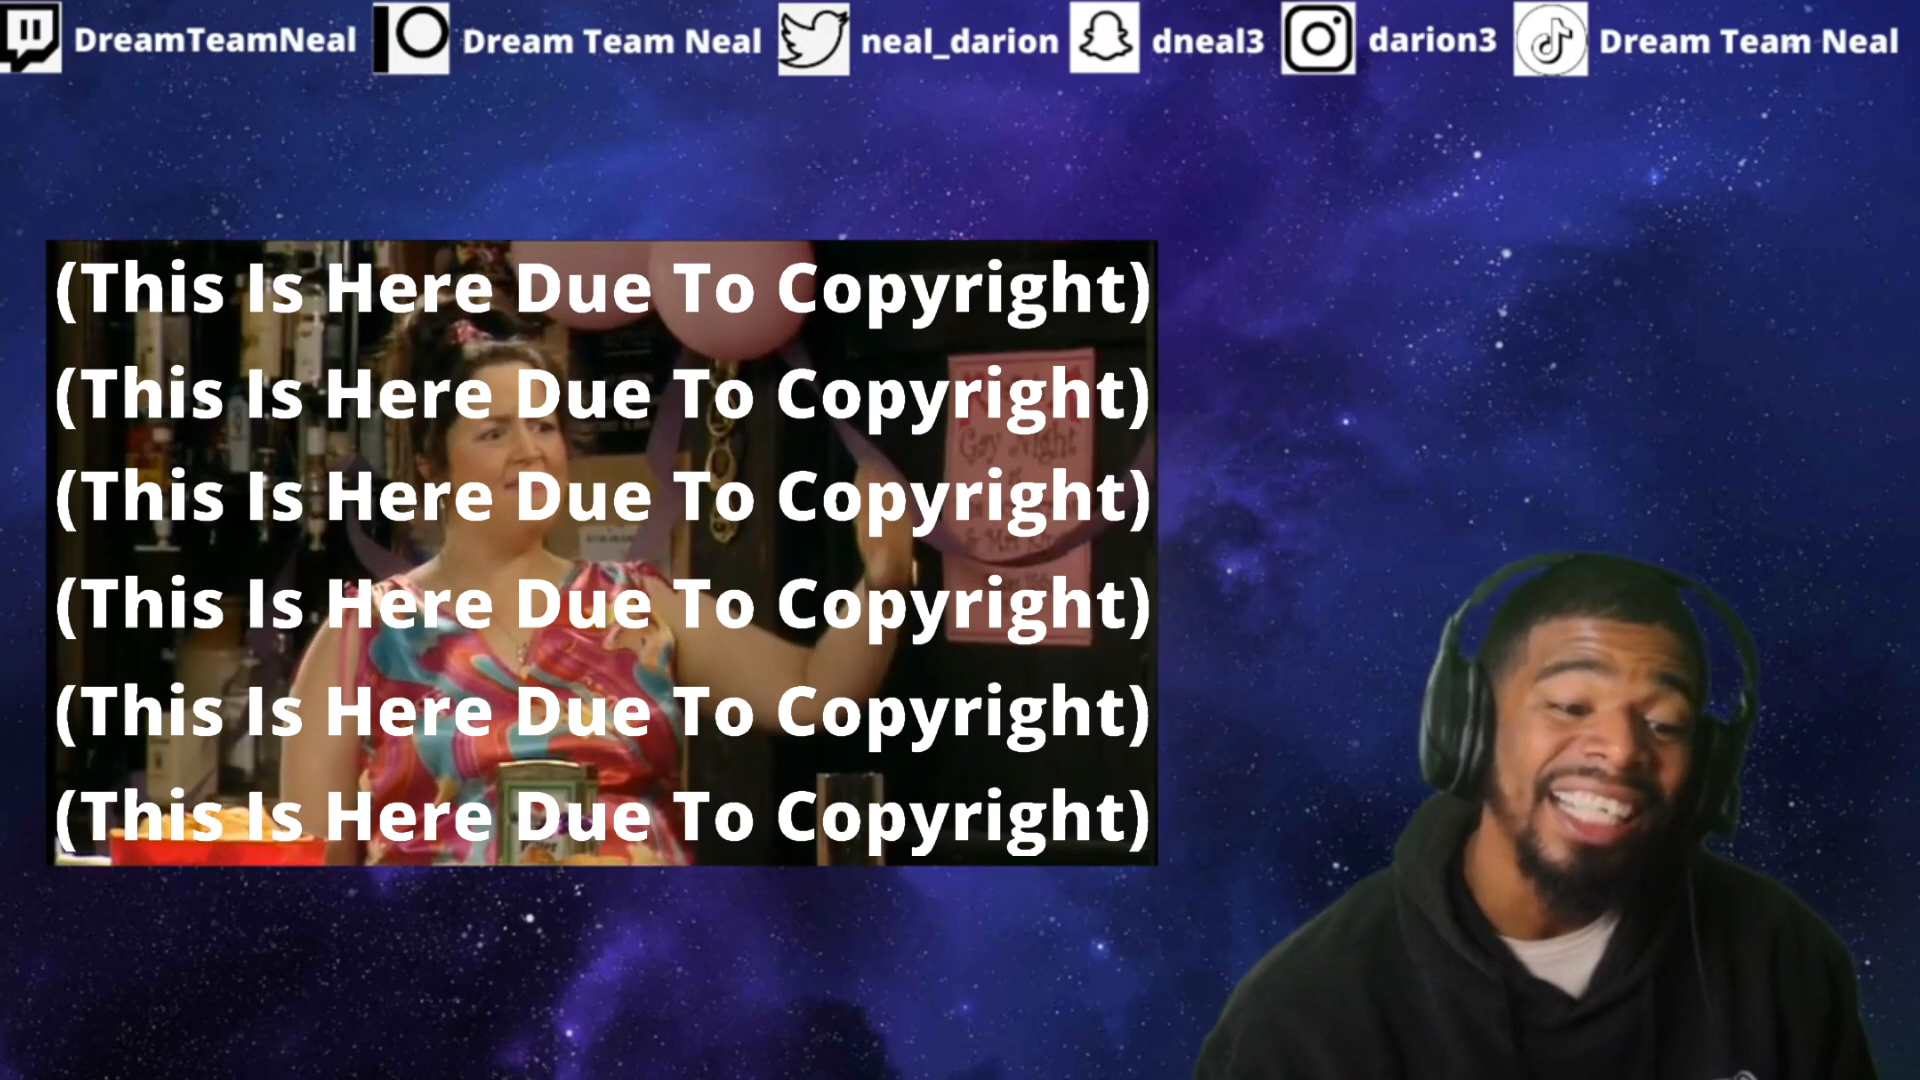 DreamTeamNeal Dream Team Neal neal_darion dneal3 darion3 Dream Team Neal
(This Is Here Due To Copyright)
(This Is Here Due To Copyright)
Gay Night
(This Is Here Due To Copyright)
(This Is Here Due To Copyright)
(This Is Here Due To Copyright)
(This Is Here Due To Copyright)